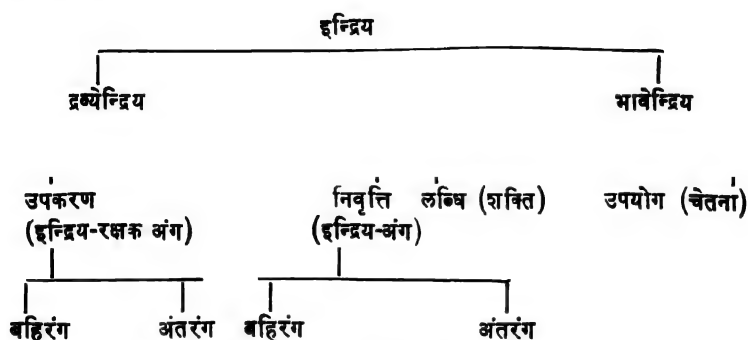 इन्द्रिय
द्रव्येन्द्रिय भावेन्द्रिय
उपकरण निवृत्ति लब्धि (शक्ति) उपयोग (चेतना)
(इन्द्रिय-रक्षक अंग) (इन्द्रिय-अंग)
बहिरंग अंतरंग बहिरंग अंतरंग